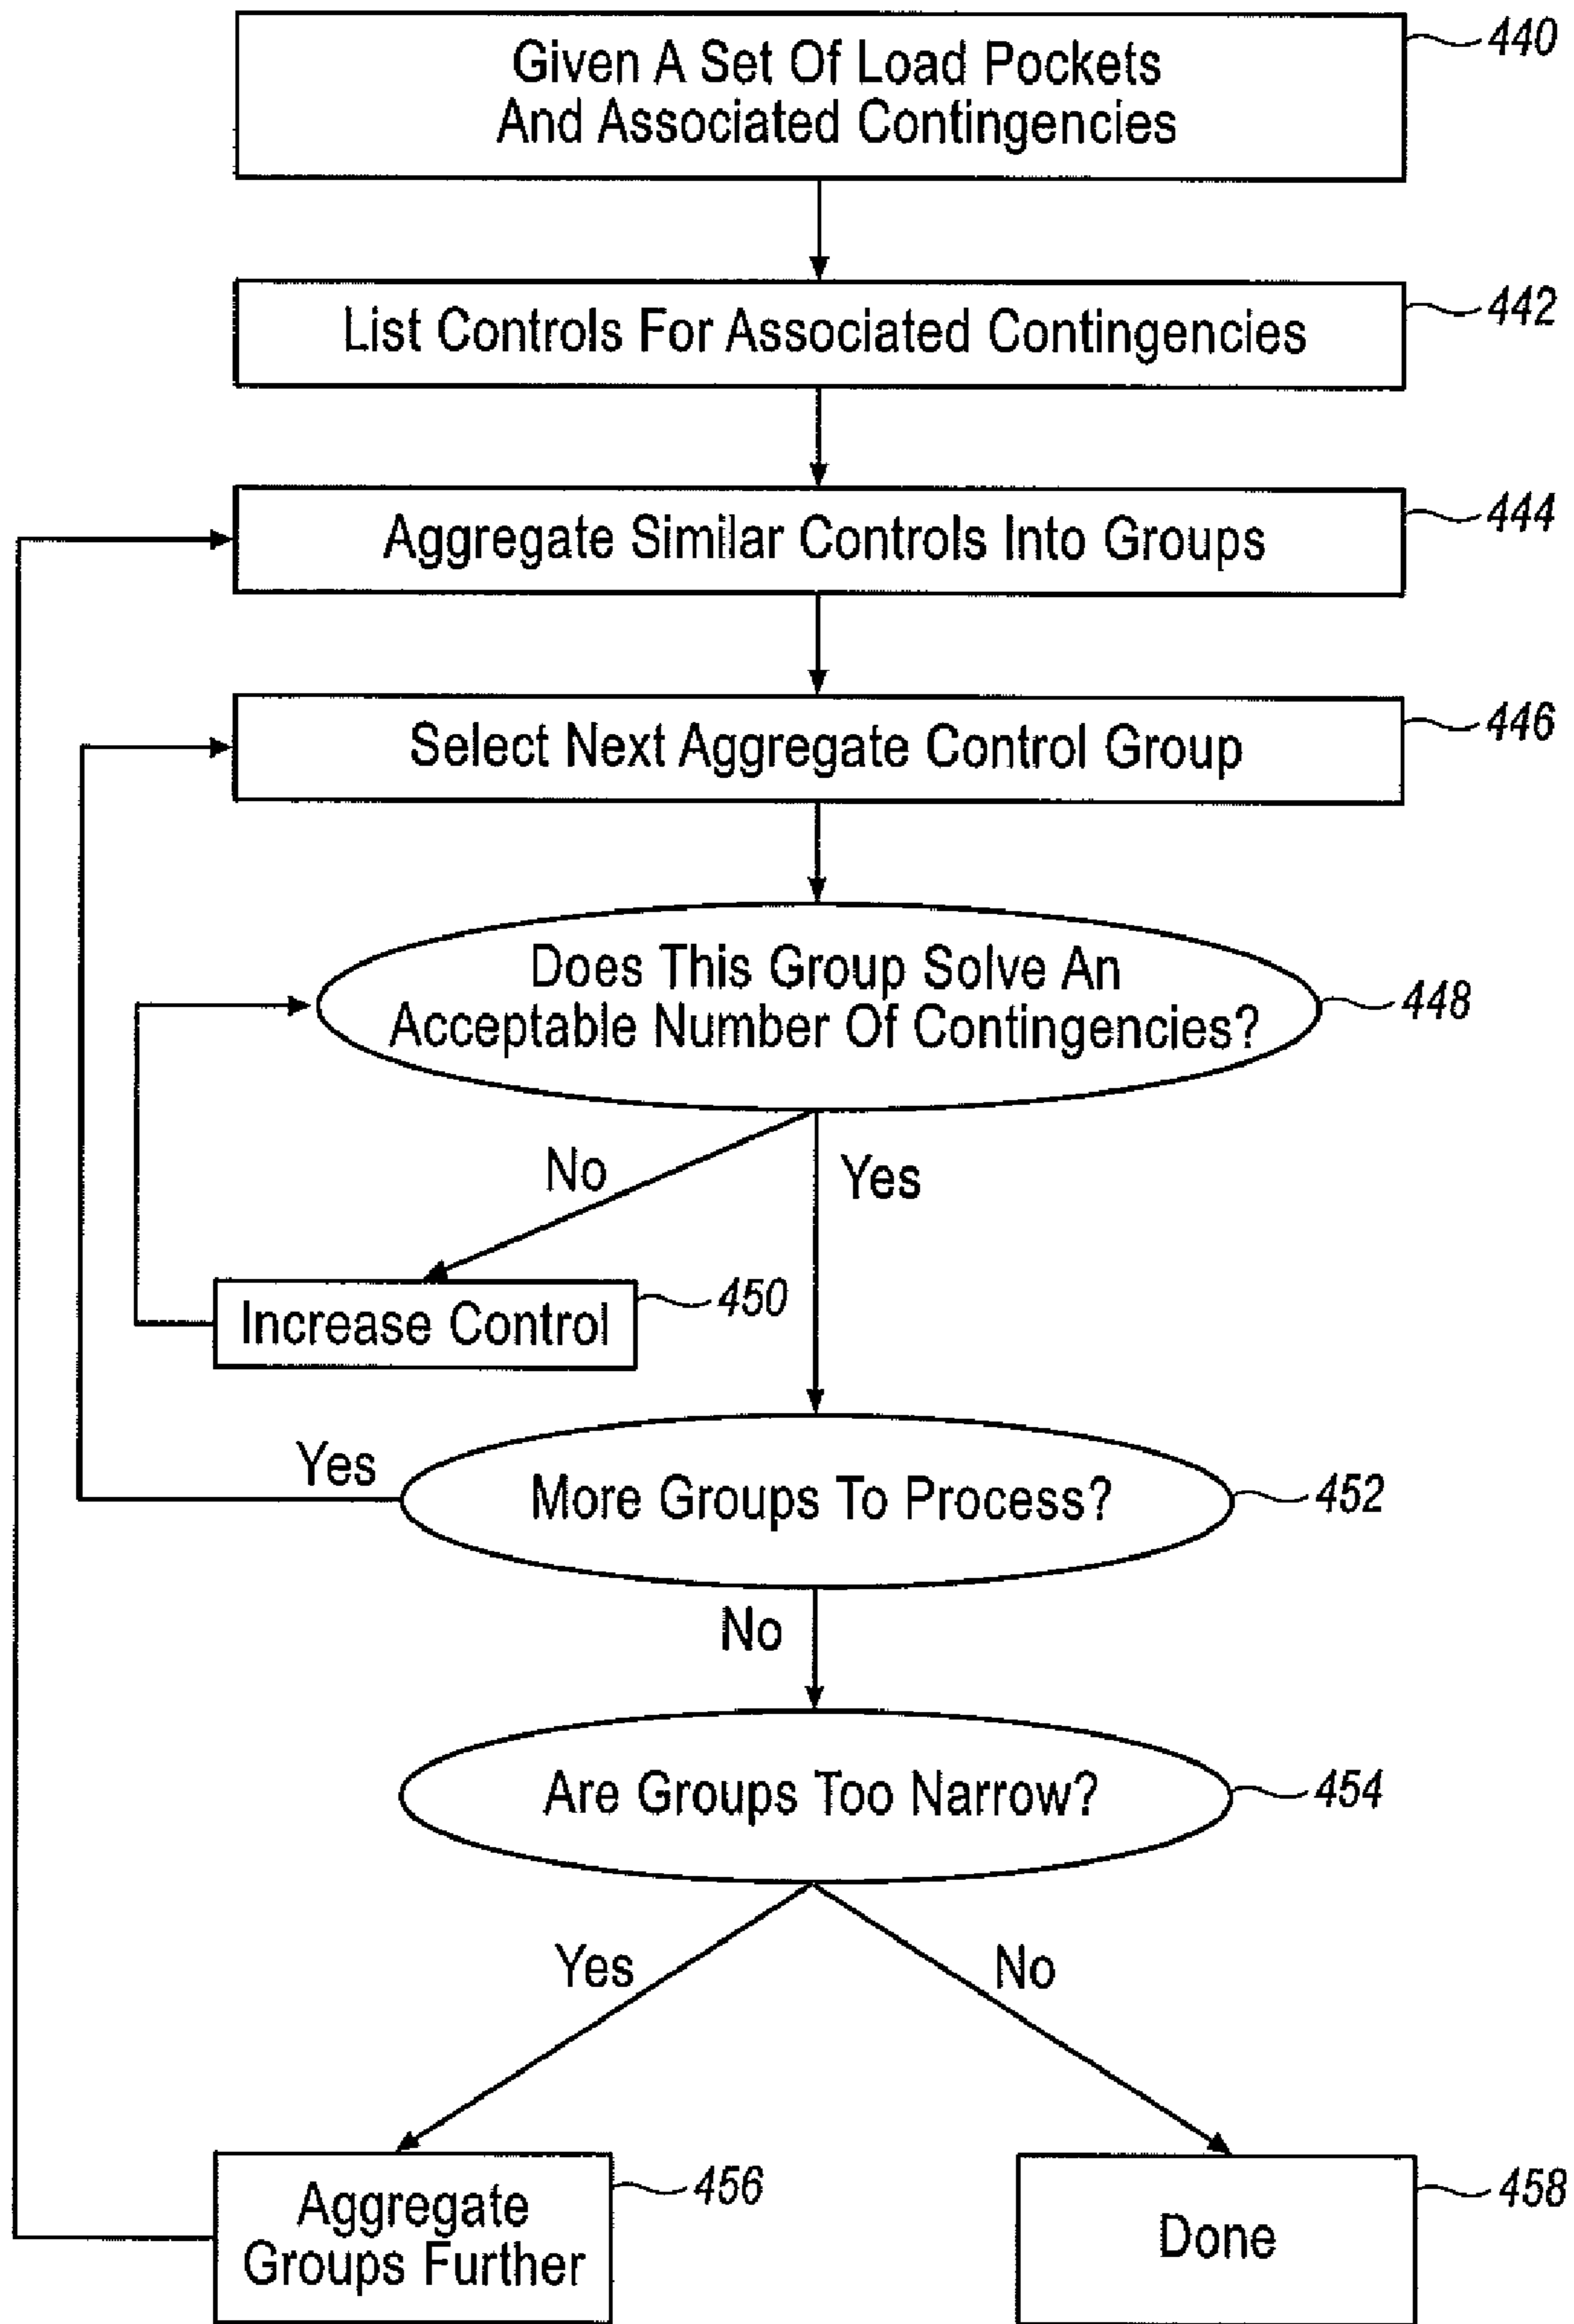 Given A Set Of Load Pockets
And Associated Contingencies
440
List Controls For Associated Contingencies
442
Aggregate Similar Controls Into Groups
444
Select Next Aggregate Control Group
446
Does This Group Solve An
Acceptable Number Of Contingencies?
448
No
Yes
Increase Control
450
Yes
More Groups To Process?
452
No
Are Groups Too Narrow?
454
Yes
No
Aggregate
Groups Further
456
Done
458